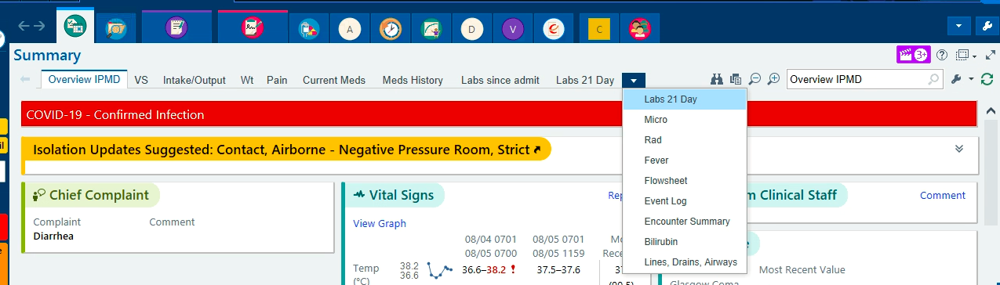 A D V C
Summary
3+
Overview IPMD VS Intake/Output Wt Pain Current Meds Meds History Labs since admit Labs 21 Day
Overview IPMD
Labs 21 Day
Micro
Rad
Fever
Flowsheet
Event Log
Encounter Summary
Bilirubin
Lines, Drains, Airways
COVID-19 - Confirmed Infection
Isolation Updates Suggested: Contact, Airborne - Negative Pressure Room, Strict
Chief Complaint
Complaint Comment
Diarrhea
Vital Signs
View Graph
08/04 0701 08/05 0701
08/05 0700 08/05 1159
Temp 38.2 36.6–38.2 ! 37.5–37.6
(°C) 36.6
Clinical Staff Comment
Most Recent Value
Glasgow Coma